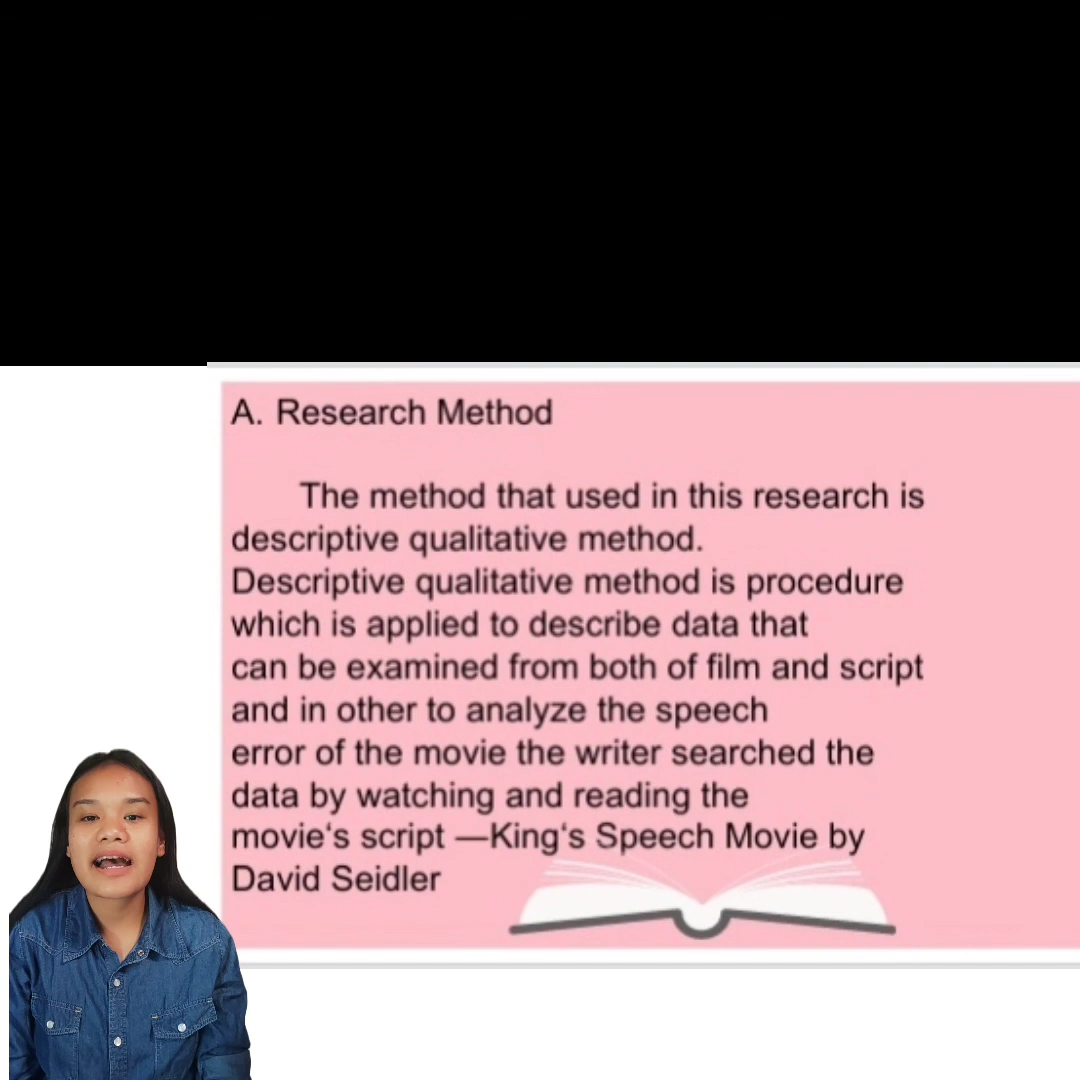 A. Research Method
The method that used in this research is
descriptive qualitative method.
Descriptive qualitative method is procedure
which is applied to describe data that
can be examined from both of film and script
and in other to analyze the speech
error of the movie the writer searched the
data by watching and reading the
movie‘s script —King‘s Speech Movie by
David Seidler